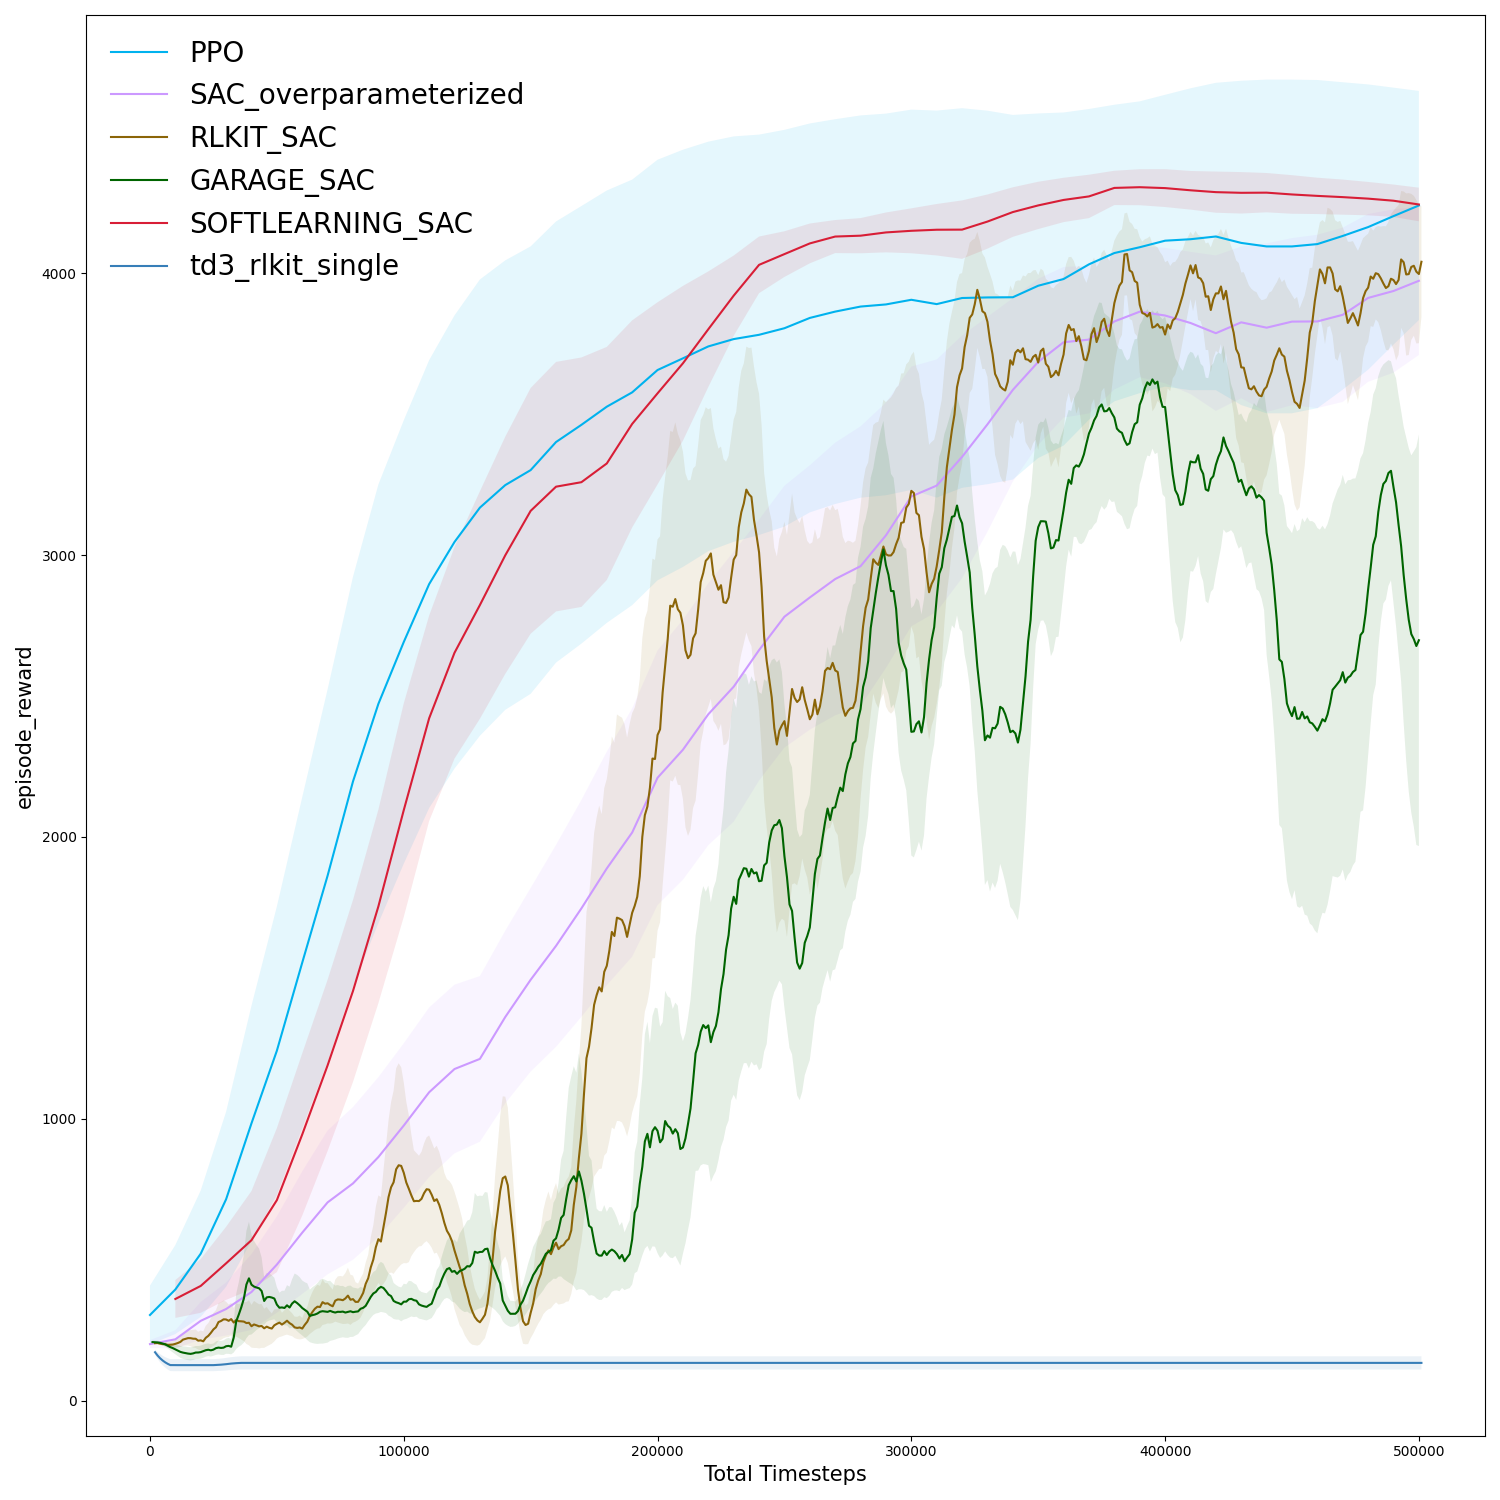 PPO
SAC_overparameterized
RLKIT_SAC
GARAGE_SAC
SOFTLEARNING_SAC
td3_rlkit_single
4000
3000
2000
1000
0
episode_reward
0 100000 200000 300000 400000 500000
Total Timesteps